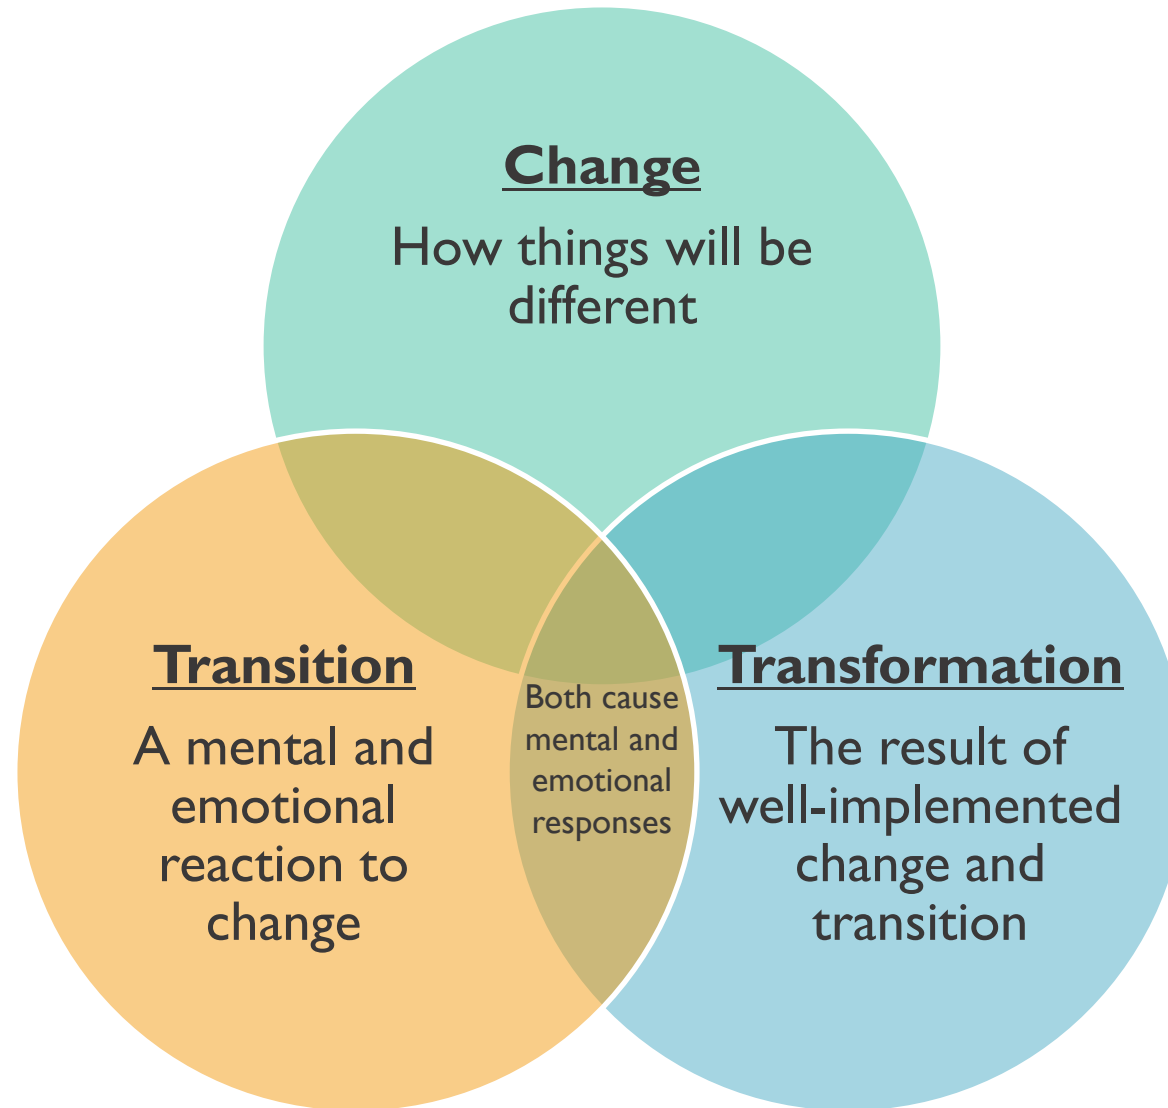 Change
How things will be
different
Transition
A mental and
emotional
reaction to
change
Both cause
mental and
emotional
responses
Transformation
The result of
well-implemented
change and
transition